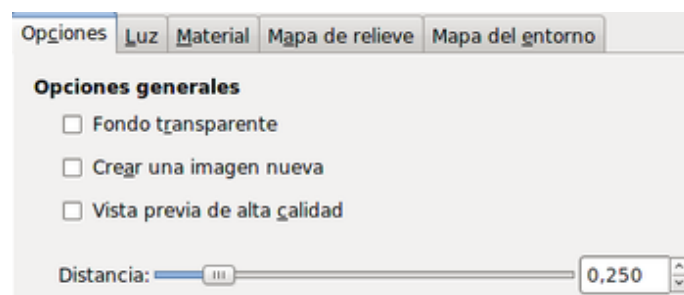 Opciones Luz Material Mapa de relieve Mapa del entorno
Opciones generales
Fondo transparente
Crear una imagen nueva
Vista previa de alta calidad
Distancia: 0,250